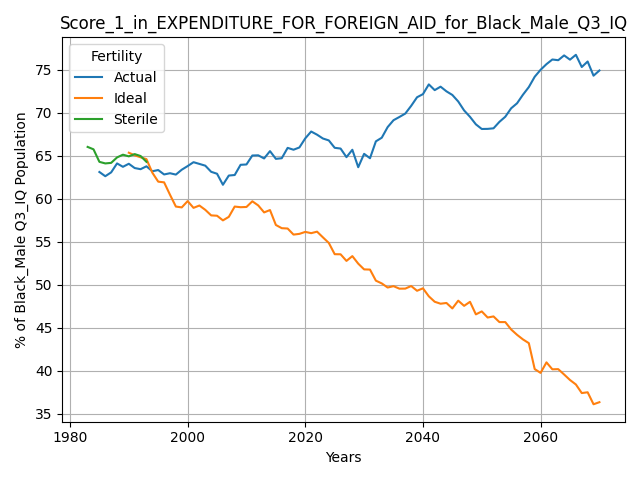 Score_1_in_EXPENDITURE_FOR_FOREIGN_AID_for_Black_Male_Q3_IQ
Fertility
Actual
Ideal
Sterile
% of Black_Male Q3_IQ Population
75
70
65
60
55
50
45
40
35
1980
2000
2020
2040
2060
Years